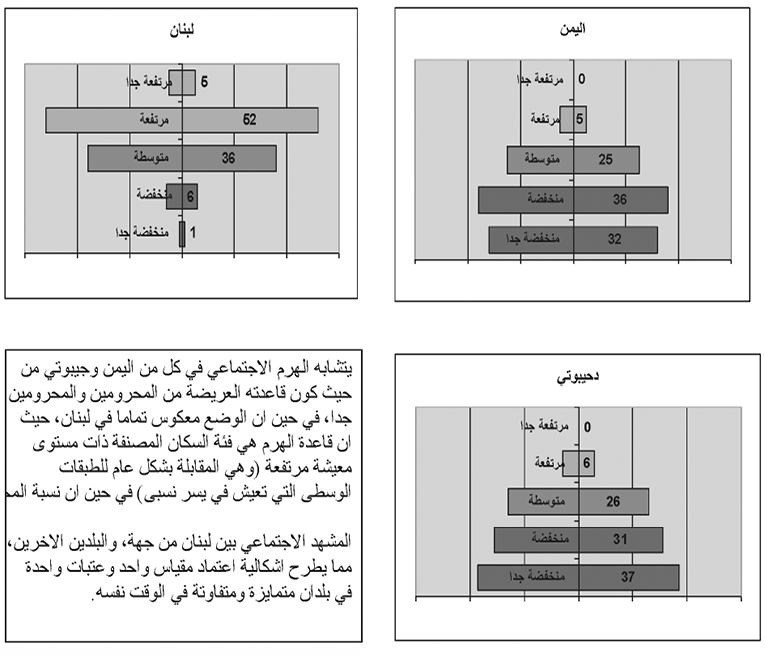 اليمن
مرتفعة جدا 0
مرتفعة 5
متوسطة 25
منخفضة 36
منخفضة جدا 32
لبنان
مرتفعة جدا 5
مرتفعة 52
متوسطة 36
منخفضة 6
منخفضة جدا 1
دحيبوتي
مرتفعة جدا 0
مرتفعة 6
متوسطة 26
منخفضة 31
منخفضة جدا 37
يتشابه الهرم الاجتماعي في كل من اليمن وجيبوتي من
حيث كون قاعدته العريضة من المحرومين والمحرومين
جدا، في حين ان الوضع معكوس تماما في لبنان، حيث
ان قاعدة الهرم هي فئة السكان المصنفة ذات مستوى
معيشة مرتفعة (وهي المقابلة بشكل عام للطبقات
الوسطى التي تعيش في يسر نسبى) في حين ان نسبة
المشهد الاجتماعي بين لبنان من جهة، والبلدين الاخرين،
مما يطرح اشكالية اعتماد مقياس واحد وعتبات واحدة
في بلدان متمايزة ومتفاوتة في الوقت نفسه.